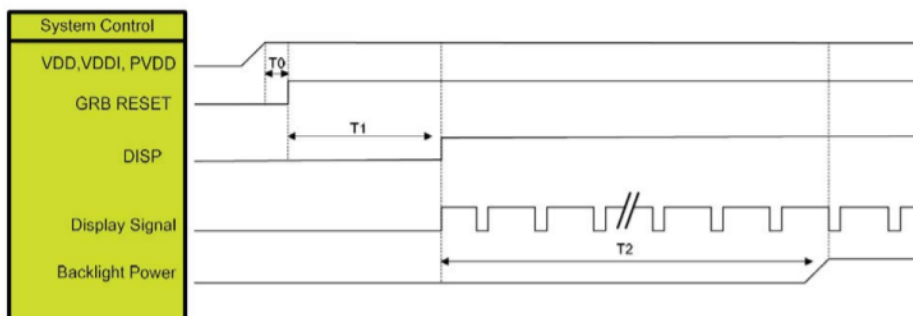 System Control
VDD,VDDI, PVDD
T0
GRB RESET
T1
DISP
Display Signal
T2
Backlight Power